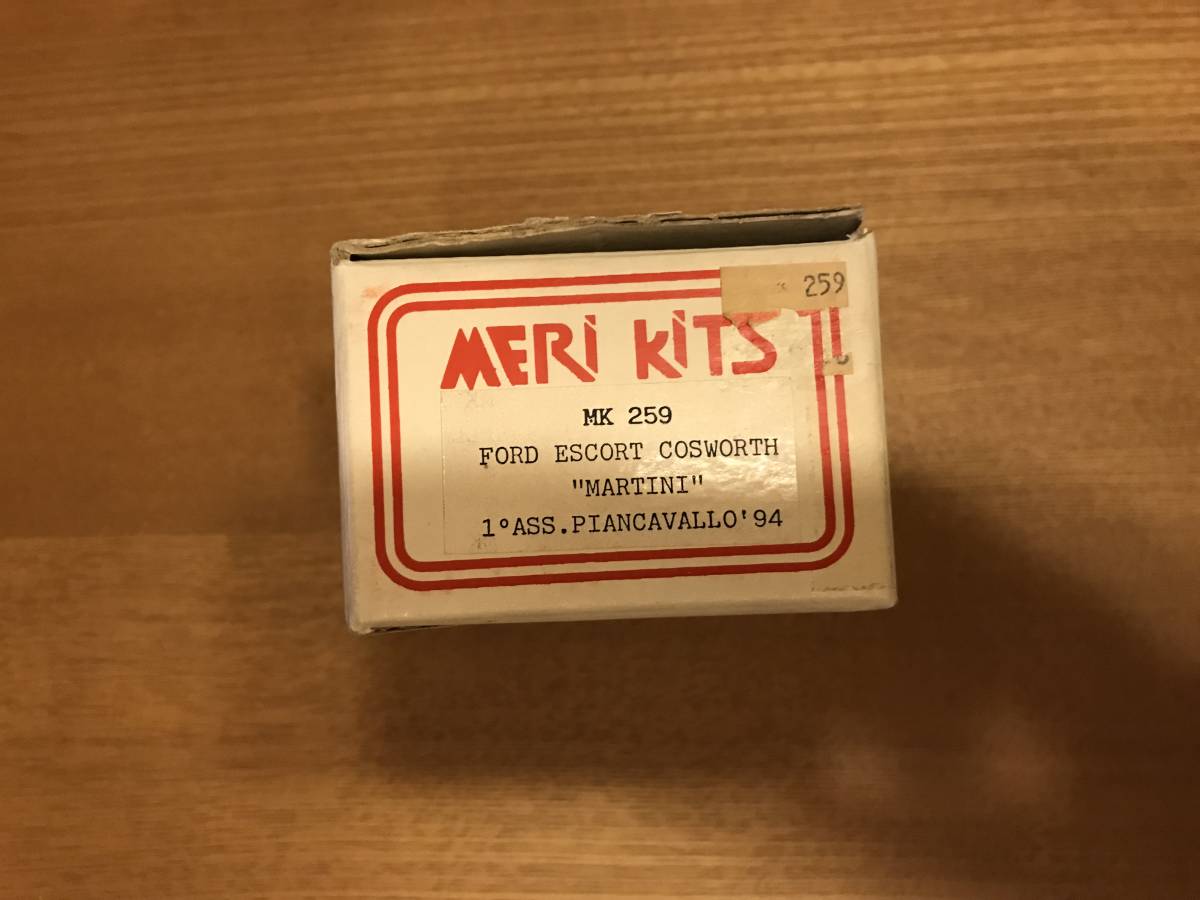 259
MERi KiTS
MK 259
FORD ESCORT COSWORTH
"MARTINI"
1°ASS.PIANCAVALLO'94